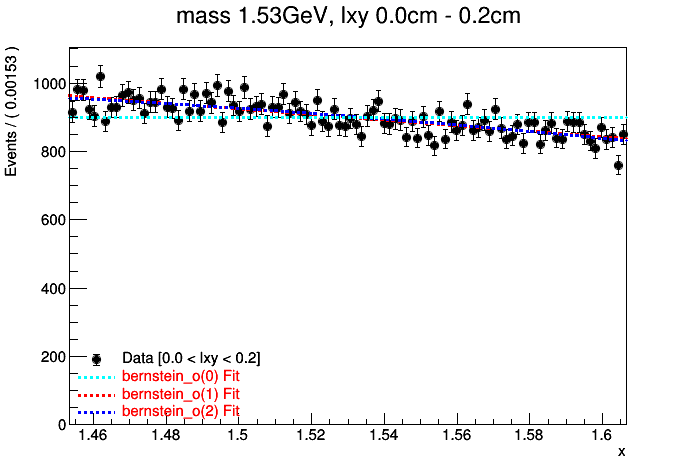 mass 1.53GeV, lxy 0.0cm - 0.2cm
Events / ( 0.00153 )
1000
800
600
400
200
0
Data [0.0 < lxy < 0.2]
bernstein_o(0) Fit
bernstein_o(1) Fit
bernstein_o(2) Fit
1.46 1.48 1.5 1.52 1.54 1.56 1.58 1.6
x